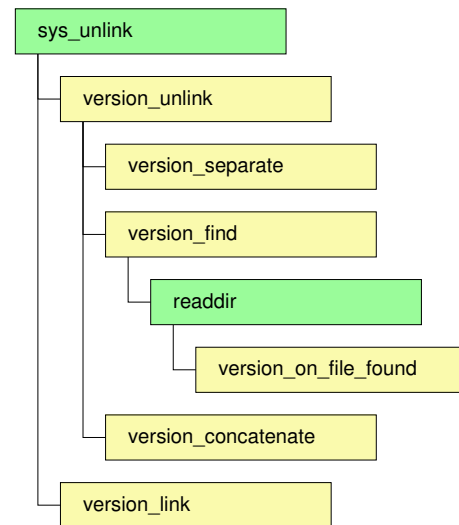 sys_unlink
version_unlink
version_separate
version_find
readdir
version_on_file_found
version_concatenate
version_link